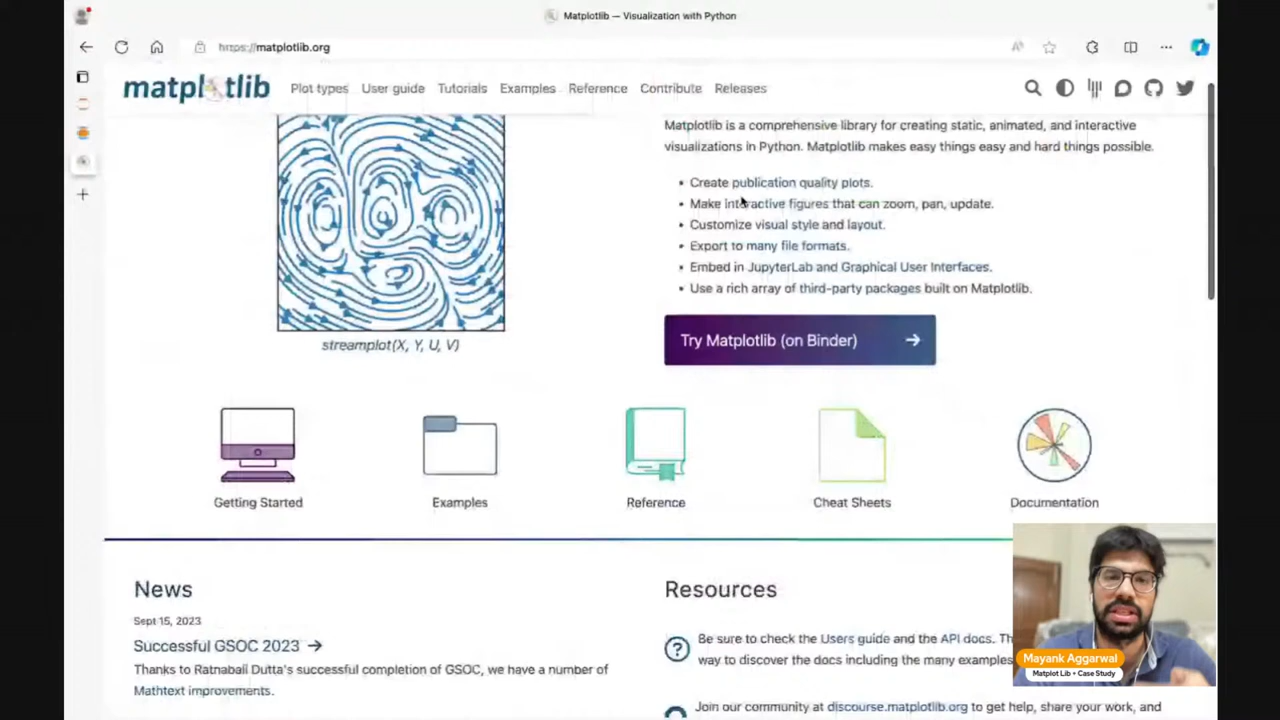 Matplotlib — Visualization with Python
https://matplotlib.org
matplotlib Plot types User guide Tutorials Examples Reference Contribute Releases
Matplotlib is a comprehensive library for creating static, animated, and interactive
visualizations in Python. Matplotlib makes easy things easy and hard things possible.
▪ Create publication quality plots.
▪ Make interactive figures that can zoom, pan, update.
▪ Customize visual style and layout.
▪ Export to many file formats.
▪ Embed in JupyterLab and Graphical User Interfaces.
▪ Use a rich array of third-party packages built on Matplotlib.
streamplot(X, Y, U, V)
Try Matplotlib (on Binder) →
Getting Started
Examples
Reference
Cheat Sheets
Documentation
News
Sept 15, 2023
Successful GSOC 2023 →
Thanks to Ratnabali Dutta's successful completion of GSOC, we have a number of
Mathtext improvements.
Resources
Be sure to check the Users guide and the API docs. Th
way to discover the docs including the many examples
Join our community at discourse.matplotlib.org to get help, share your work, and
Mayank Aggarwal
Matplot Lib + Case Study